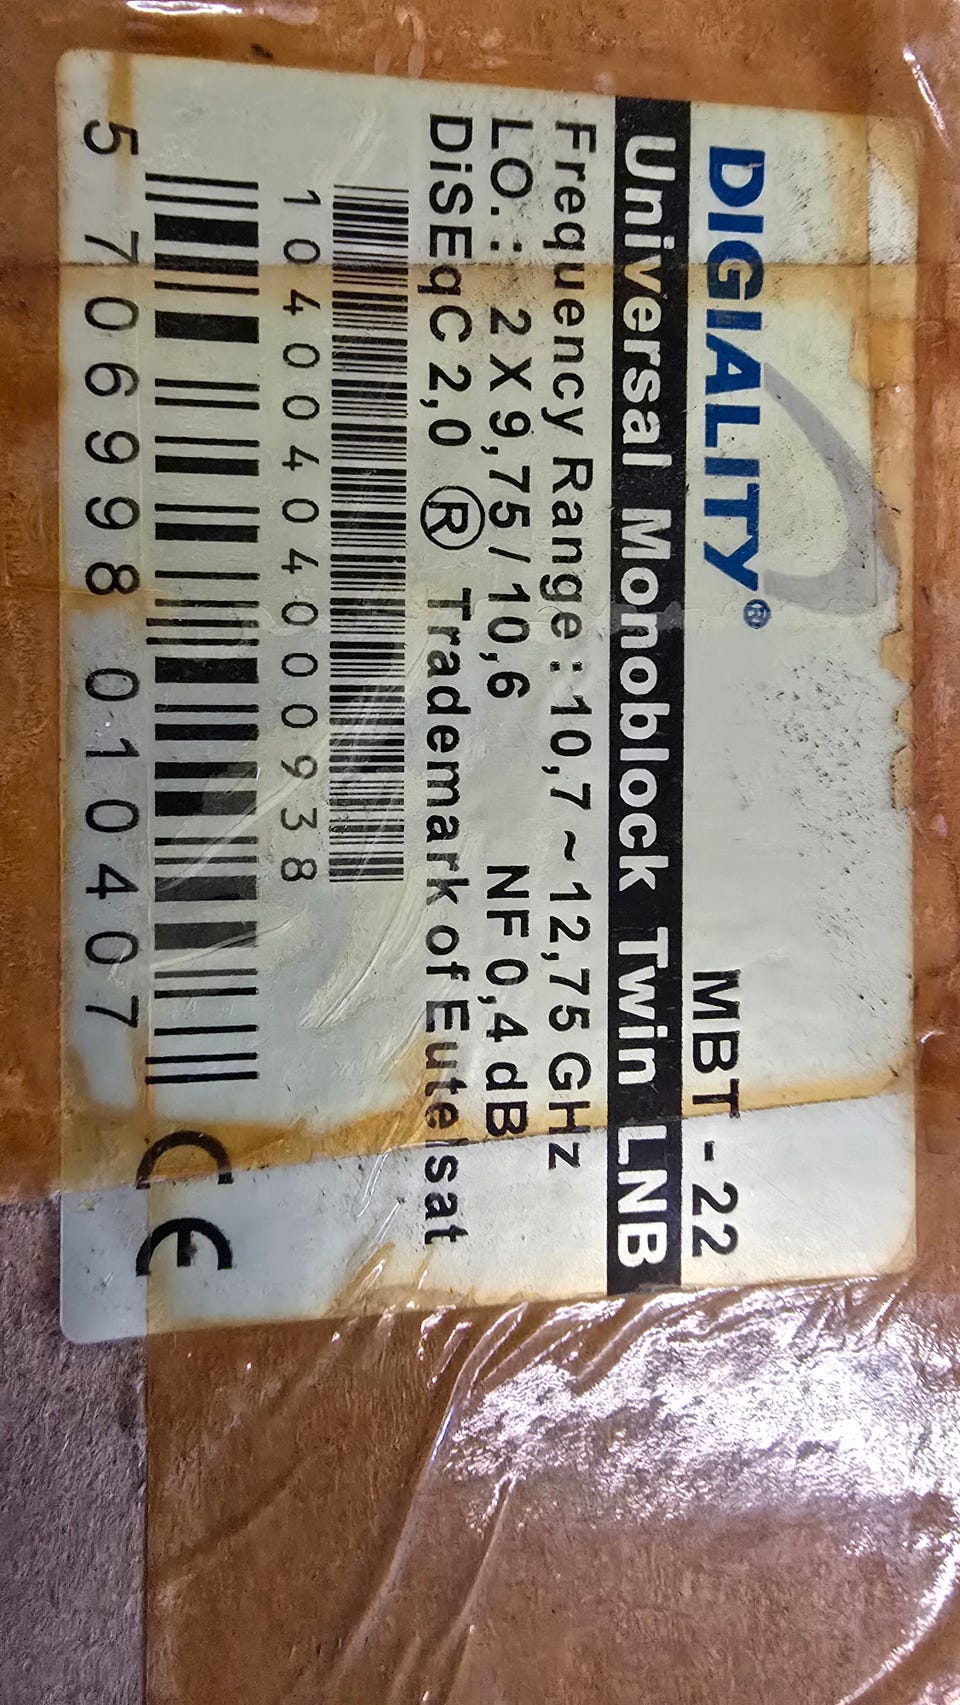 DIGIALITY®
MBT - 22
Universal Monoblock Twin LNB
Frequency Range : 10,7 ~ 12,75 GHz
LO. : 2 X 9,75 / 10,6 NF 0,4 dB
DiSEqC 2,0 ® Trademark of Eutelsat
10400404000938
5 706998 010407
CE